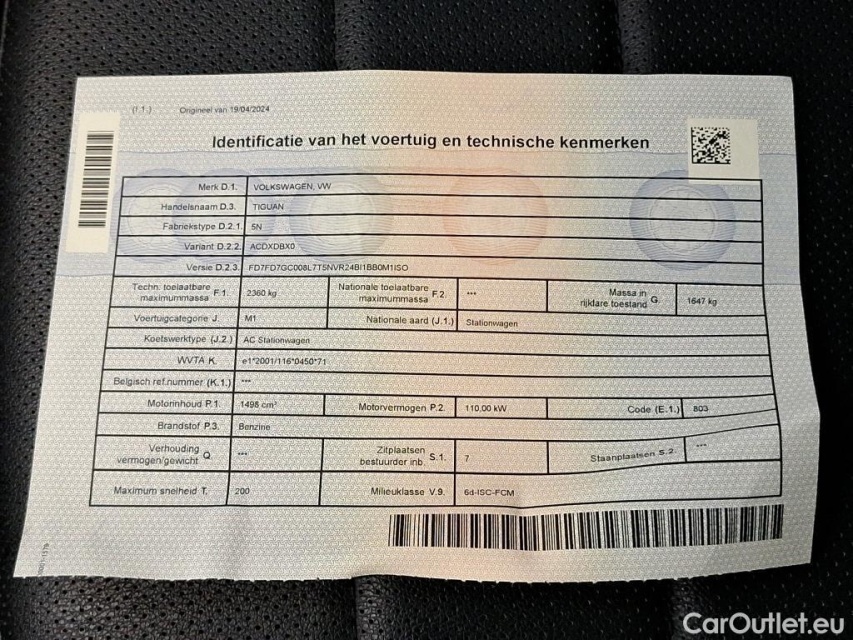 (I.1.) Origineel van 19/04/2024
Identificatie van het voertuig en technische kenmerken
Merk D.1. VOLKSWAGEN, VW
Handelsnaam D.3. TIGUAN
Fabriekstype D.2.1. 5N
Variant D.2.2. ACDXDBX0
Versie D.2.3. FD7FD7GC008L7T5NVR24BI1BB0M1ISO
Techn. toelaatbare maximummassa F.1. 2360 kg Nationale toelaatbare maximummassa F.2. *** Massa in rijklare toestand G. 1647 kg
Voertuigcategorie J. M1 Nationale aard (J.1.) Stationwagen
Koetswerktype (J.2.) AC Stationwagen
WVTA K. e1*2001/116*0450*71
Belgisch ref.nummer (K.1.) ***
Motorinhoud P.1. 1498 cm³ Motorvermogen P.2. 110,00 kW Code (E.1.) 803
Brandstof P.3. Benzine
Verhouding vermogen/gewicht Q *** Zitplaatsen bestuurder inb. S.1. 7 Staanplaatsen S.2. ***
Maximum snelheid T. 200 Milieuklasse V.9. 6d-ISC-FCM
CarOutlet.eu